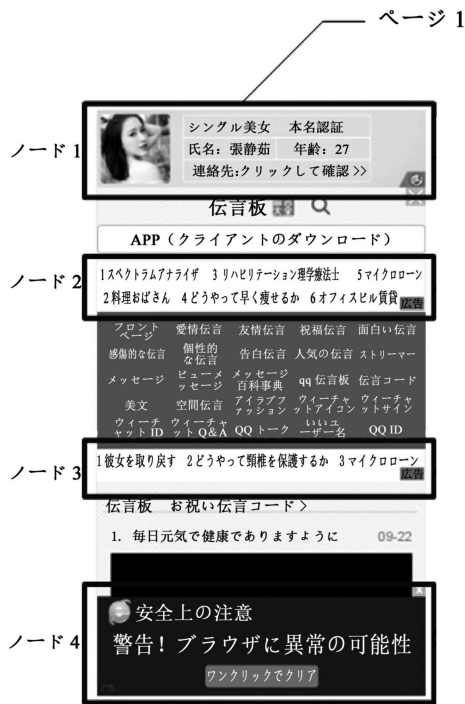 ページ 1
ノード 1
シングル美女 本名認証
氏名：張静茹 年齢：27
連絡先:クリックして確認 >>
伝言板
APP（クライアントのダウンロード）
ノード 2
1スペクトラムアナライザ 3リハビリテーション理学療法士 5マイクロローン
2料理おばさん 4どうやって早く痩せるか 6オフィスビル賃貸 広告
フロントページ 愛情伝言 友情伝言 祝福伝言 面白い伝言
感傷的な伝言 個性的な伝言 告白伝言 人気の伝言 ストリーマー
メッセージ ビューメッセージ メッセージ百科事典 qq 伝言板 伝言コード
美文 空間伝言 アイラブファッション ウィーチャットアイコン ウィーチャットサイン
ウィーチャット ID ウィーチャット Q&A QQ トーク いいユーザー名 QQ ID
ノード 3
1彼女を取り戻す 2どうやって頸椎を保護するか 3マイクロローン
広告
伝言板 お祝い伝言コード >
1. 毎日元気で健康でありますように 09-22
ノード 4
安全上の注意
警告！ブラウザに異常の可能性
ワンクリックでクリア